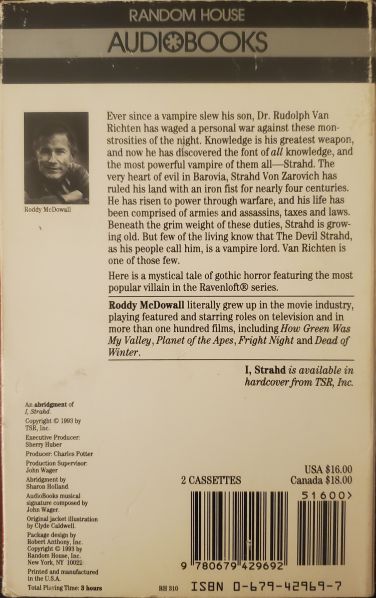 RANDOM HOUSE
AUDIOBOOKS
Roddy McDowall
Ever since a vampire slew his son, Dr. Rudolph Van
Richten has waged a personal war against these mon-
strosities of the night. Knowledge is his greatest weapon,
and now he has discovered the font of all knowledge, and
the most powerful vampire of them all—Strahd. The
very heart of evil in Barovia, Strahd Von Zarovich has
ruled his land with an iron fist for nearly four centuries.
He has risen to power through warfare, and his life has
been comprised of armies and assassins, taxes and laws.
Beneath the grim weight of these duties, Strahd is grow-
ing old. But few of the living know that The Devil Strahd,
as his people call him, is a vampire lord. Van Richten is
one of those few.
Here is a mystical tale of gothic horror featuring the most
popular villain in the Ravenloft® series.
Roddy McDowall literally grew up in the movie industry,
playing featured and starring roles on television and in
more than one hundred films, including How Green Was
My Valley, Planet of the Apes, Fright Night and Dead of
Winter.
I, Strahd is available in
hardcover from TSR, Inc.
An abridgment of
I, Strahd.
Copyright © 1993 by
TSR, Inc.
Executive Producer:
Sherry Huber
Producer: Charles Potter
Production Supervisor:
John Wager
Abridgment by
Sharon Holland
AudioBooks musical
signature composed by
John Wager.
Original jacket illustration
by Clyde Caldwell.
Package design by
Robert Anthony, Inc.
Copyright © 1993 by
Random House, Inc.
New York, NY 10022
Printed and manufactured
in the U.S.A.
Total Playing Time: 3 hours
RH 310
2 CASSETTES
USA $16.00
Canada $18.00
51600>
9 780679 429692
ISBN 0-679-42969-7